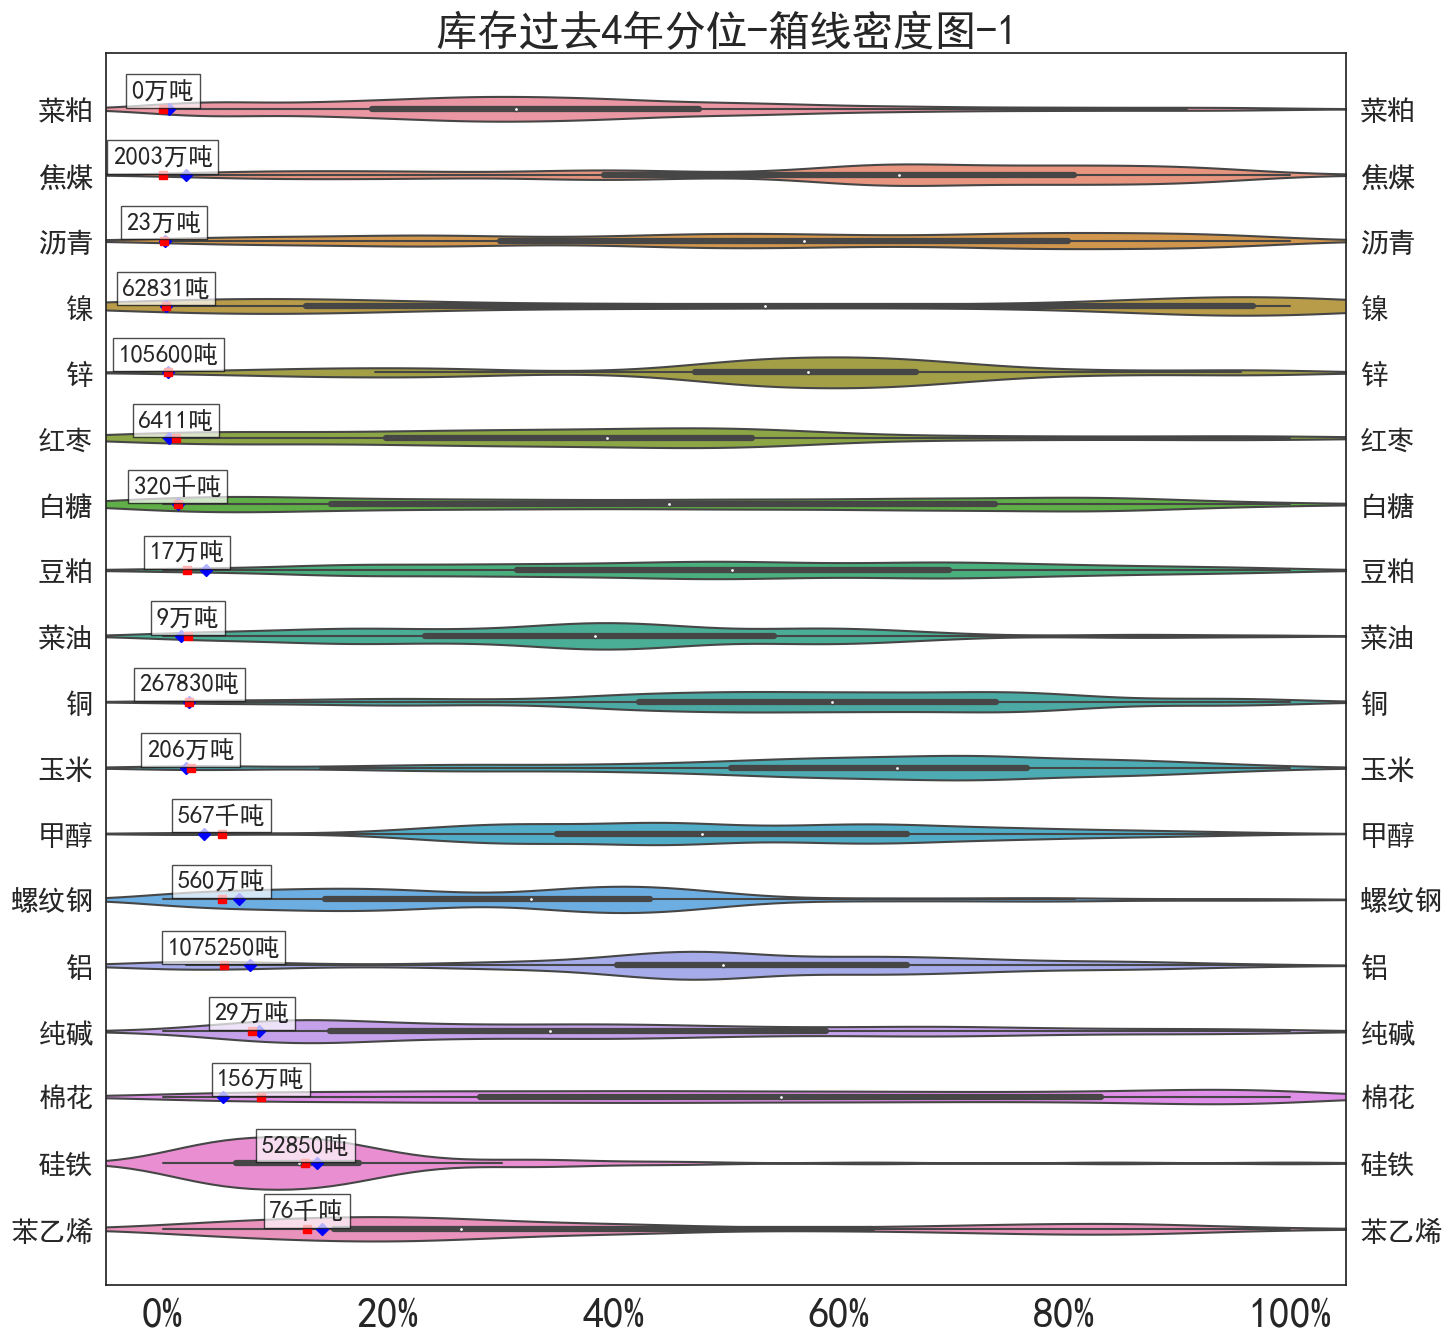 库存过去4年分位-箱线密度图-1
菜粕 0万吨 菜粕
焦煤 2003万吨 焦煤
沥青 23万吨 沥青
镍 62831吨 镍
锌 105600吨 锌
红枣 6411吨 红枣
白糖 320千吨 白糖
豆粕 17万吨 豆粕
菜油 9万吨 菜油
铜 267830吨 铜
玉米 206万吨 玉米
甲醇 567千吨 甲醇
螺纹钢 560万吨 螺纹钢
铝 1075250吨 铝
纯碱 29万吨 纯碱
棉花 156万吨 棉花
硅铁 52850吨 硅铁
苯乙烯 76千吨 苯乙烯
0% 20% 40% 60% 80% 100%